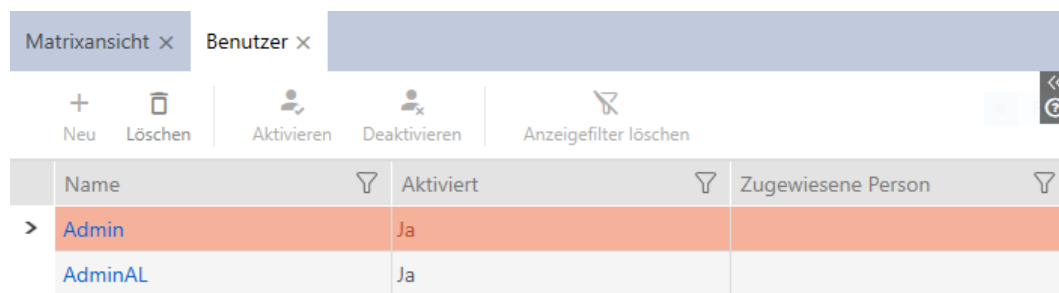 Matrixansicht × Benutzer ×
Neu Löschen Aktivieren Deaktivieren Anzeigefilter löschen
Name Aktiviert Zugewiesene Person
Admin Ja
AdminAL Ja